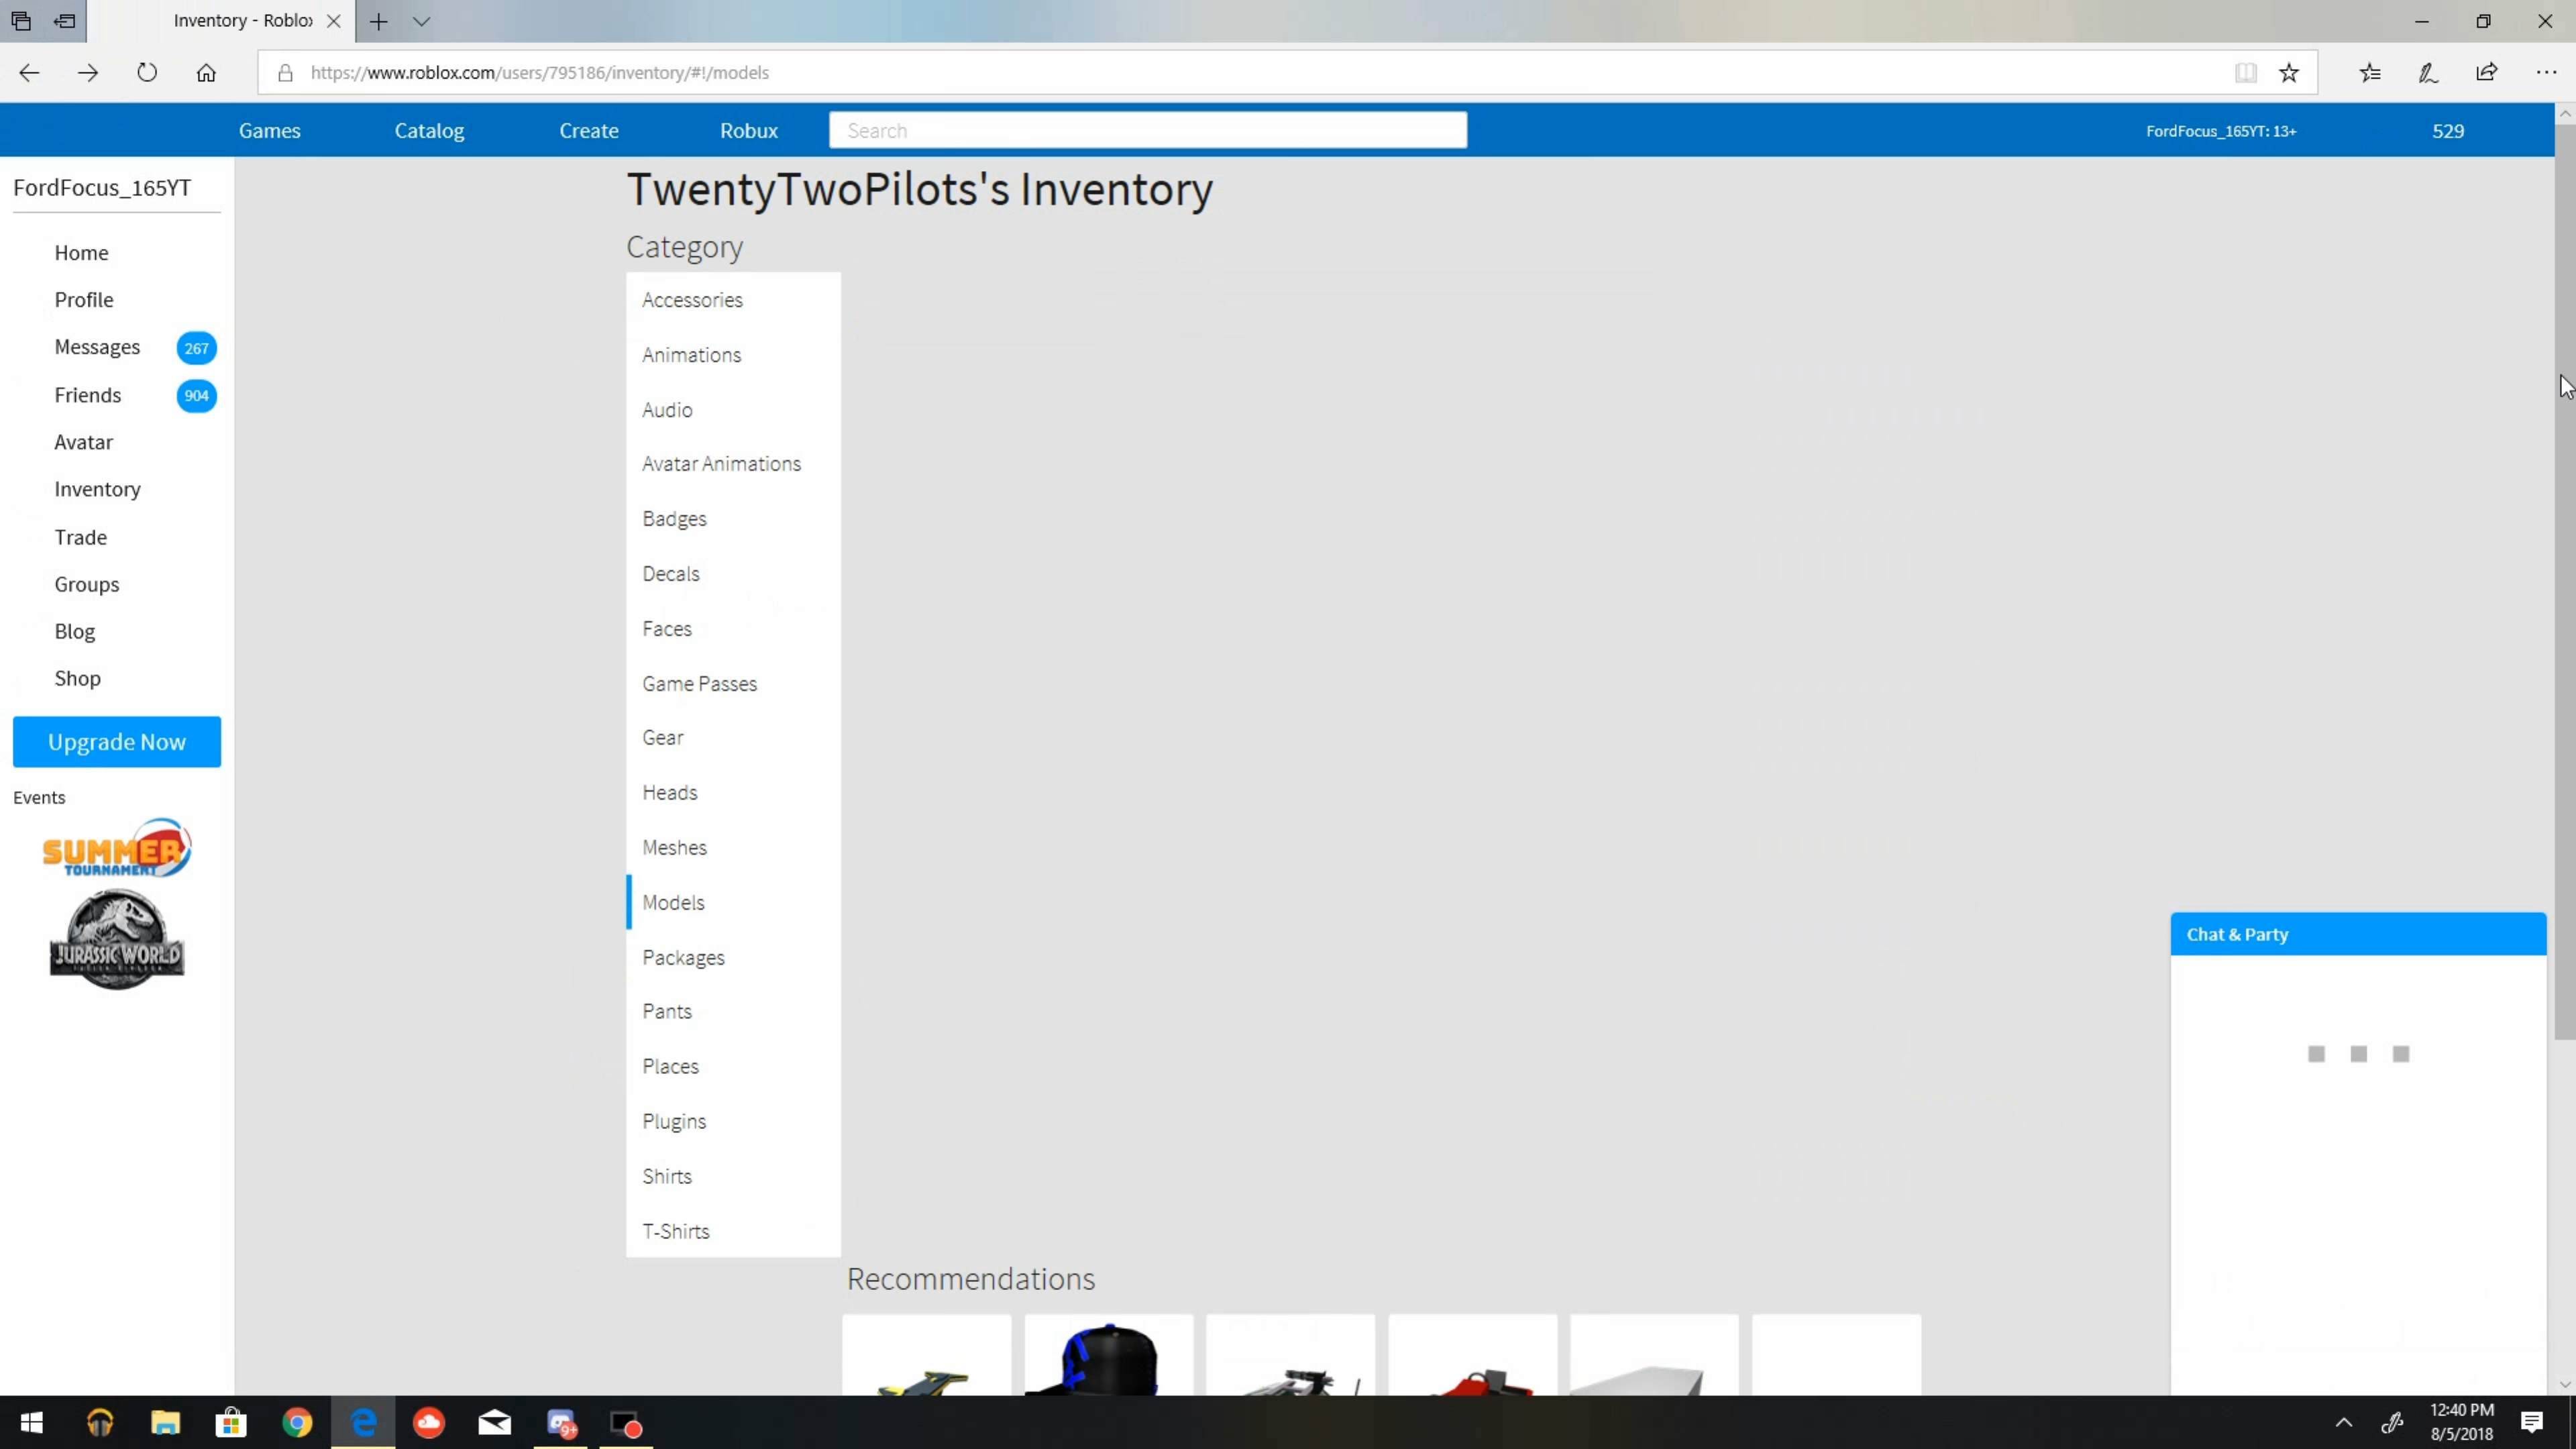 Inventory - Roblox
https://www.roblox.com/users/795186/inventory/#!/models
Games
Catalog
Create
Robux
Search
FordFocus_165YT: 13+
529
FordFocus_165YT
Home
Profile
Messages
267
Friends
904
Avatar
Inventory
Trade
Groups
Blog
Shop
Upgrade Now
Events
SUMMER
TOURNAMENT
JURASSIC WORLD
TwentyTwoPilots's Inventory
Category
Accessories
Animations
Audio
Avatar Animations
Badges
Decals
Faces
Game Passes
Gear
Heads
Meshes
Models
Packages
Pants
Places
Plugins
Shirts
T-Shirts
Recommendations
Chat & Party
9+
12:40 PM
8/5/2018